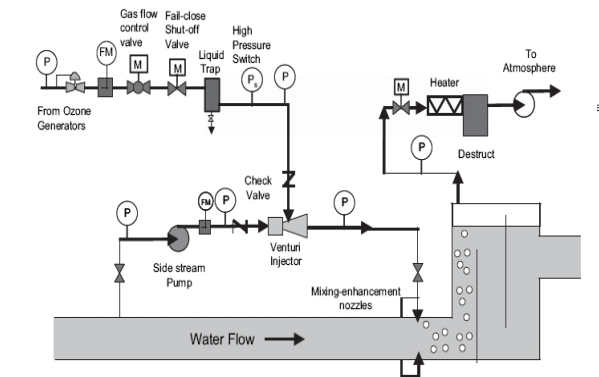 Gas flow
control
valve
Fail-close
Shut-off
Valve
Liquid
Trap
High
Pressure
Switch
P
FM
M
M
Ps
P
From Ozone
Generators
M
Heater
To
Atmosphere
P
Destruct
Check
Valve
P
FM
P
P
Side stream
Pump
Venturi
Injector
Mixing-enhancement
nozzles
Water Flow